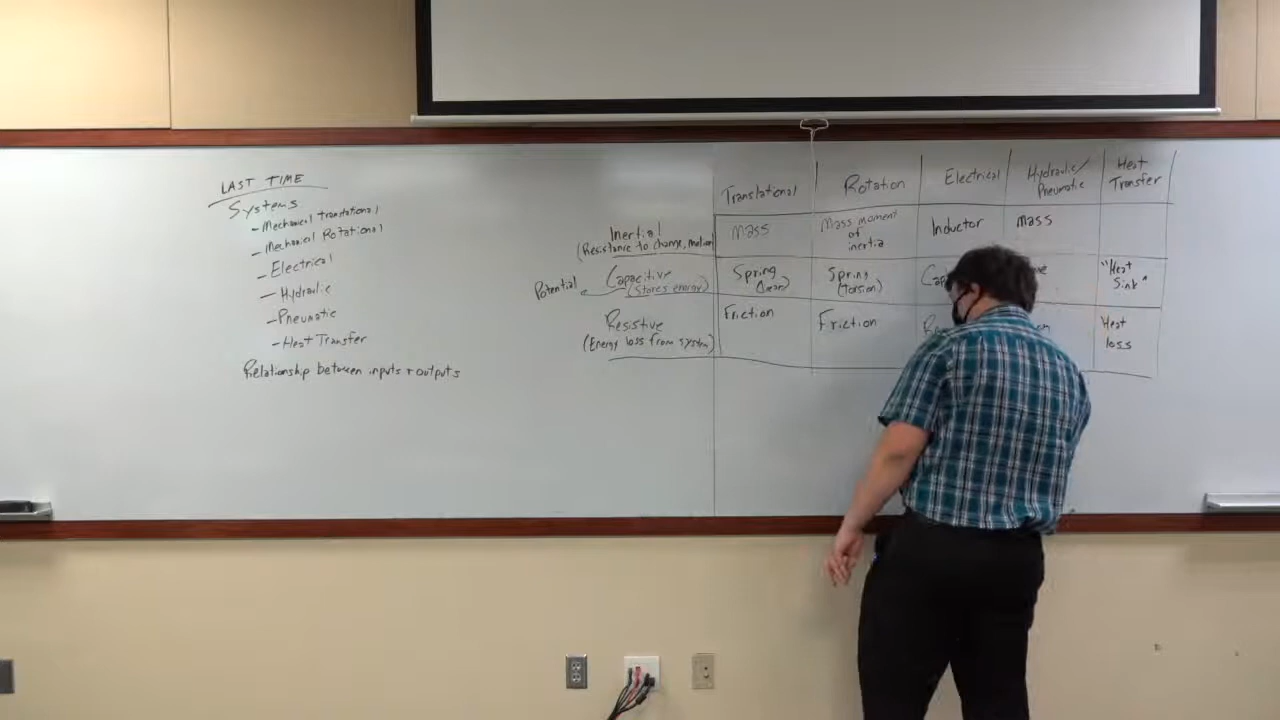 LAST TIME
Systems
- Mechanical Translational
- Mechanical Rotational
- Electrical
- Hydraulic
- Pneumatic
- Heat Transfer
Relationship between inputs + outputs
Translational
Rotation
Electrical
Hydraulic/
Pneumatic
Heat
Transfer
Inertial
(Resistance to change, motion)
Mass
Mass moment
of
inertia
Inductor
Mass
Potential
Capacitive
(Stores energy)
Spring
(Linear)
Spring
(Torsion)
"Heat
Sink"
Resistive
(Energy loss from system)
Friction
Friction
Heat
loss